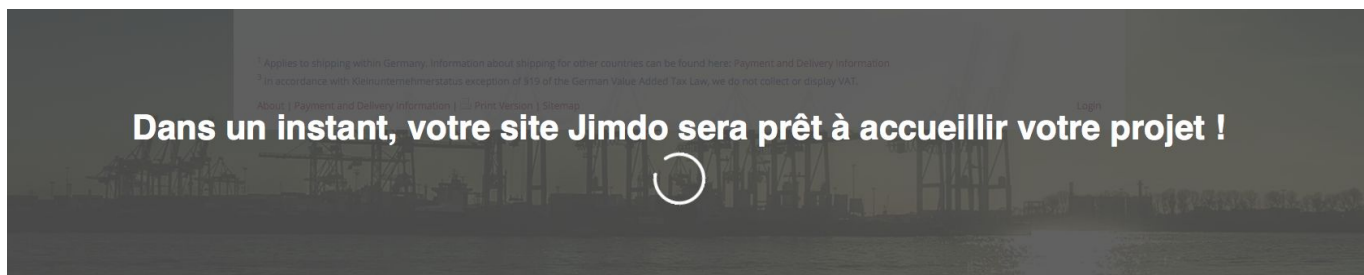 1 Applies to shipping within Germany. Information about shipping for other countries can be found here: Payment and Delivery Information
3 In accordance with Kleinunternehmerstatus exception of §19 of the German Value Added Tax Law, we do not collect or display VAT.
About | Payment and Delivery Information | Print Version | Sitemap Login
Dans un instant, votre site Jimdo sera prêt à accueillir votre projet !